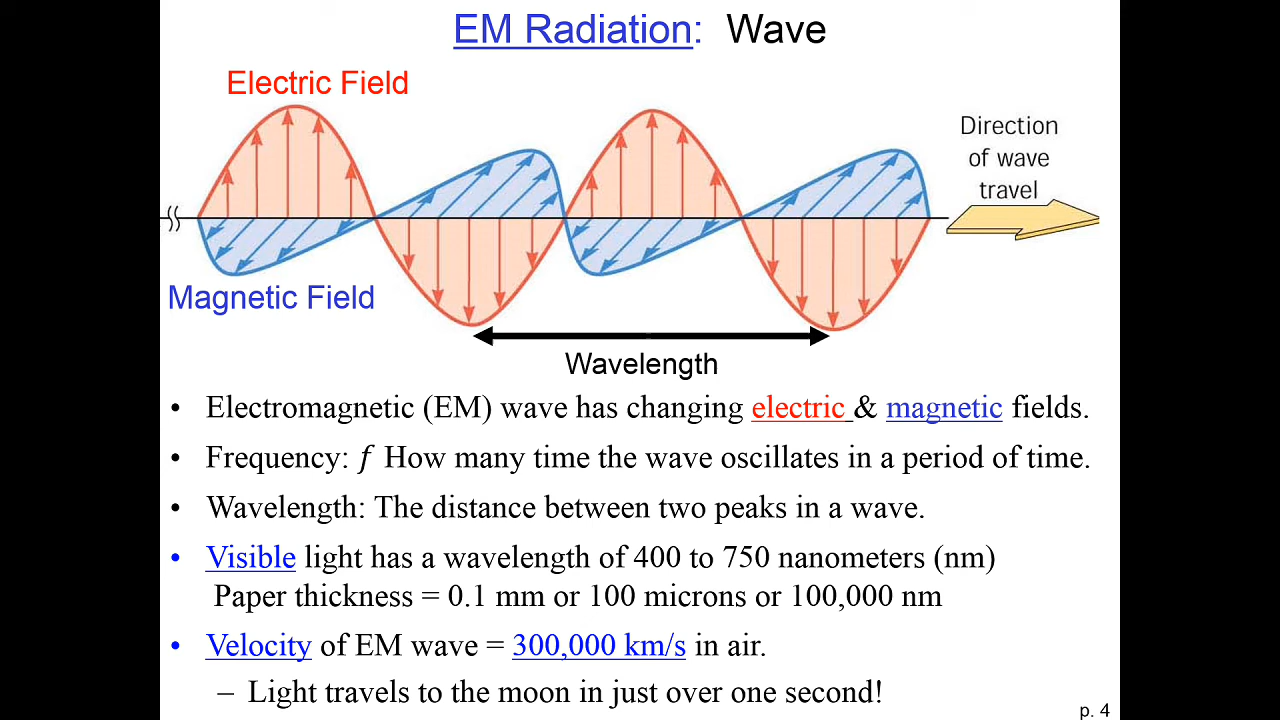 EM Radiation: Wave
Electric Field
Direction
of wave
travel
Magnetic Field
Wavelength
• Electromagnetic (EM) wave has changing electric & magnetic fields.
• Frequency: f How many time the wave oscillates in a period of time.
• Wavelength: The distance between two peaks in a wave.
• Visible light has a wavelength of 400 to 750 nanometers (nm)
Paper thickness = 0.1 mm or 100 microns or 100,000 nm
• Velocity of EM wave = 300,000 km/s in air.
– Light travels to the moon in just over one second!
p. 4